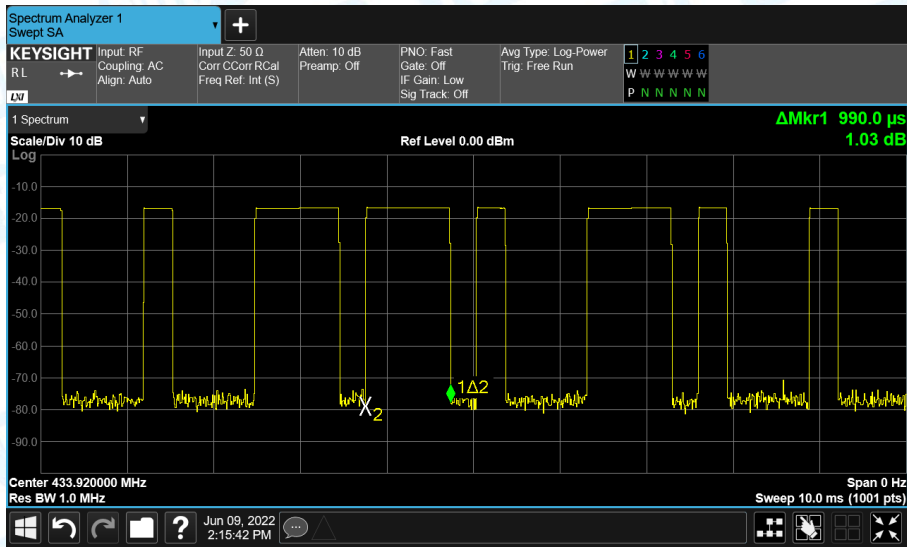 Spectrum Analyzer 1
Swept SA
+
KEYSIGHT
R L
LXI
Input: RF
Coupling: AC
Align: Auto
Input Z: 50 Ω
Corr CCorr RCal
Freq Ref: Int (S)
Atten: 10 dB
Preamp: Off
PNO: Fast
Gate: Off
IF Gain: Low
Sig Track: Off
Avg Type: Log-Power
Trig: Free Run
1 2 3 4 5 6
W W W W W W
P N N N N N
1 Spectrum
ΔMkr1 990.0 µs
1.03 dB
Scale/Div 10 dB
Ref Level 0.00 dBm
Log
-10.0
-20.0
-30.0
-40.0
-50.0
-60.0
-70.0
-80.0
-90.0
1Δ2
X2
Center 433.920000 MHz
Res BW 1.0 MHz
Span 0 Hz
Sweep 10.0 ms (1001 pts)
?
Jun 09, 2022
2:15:42 PM